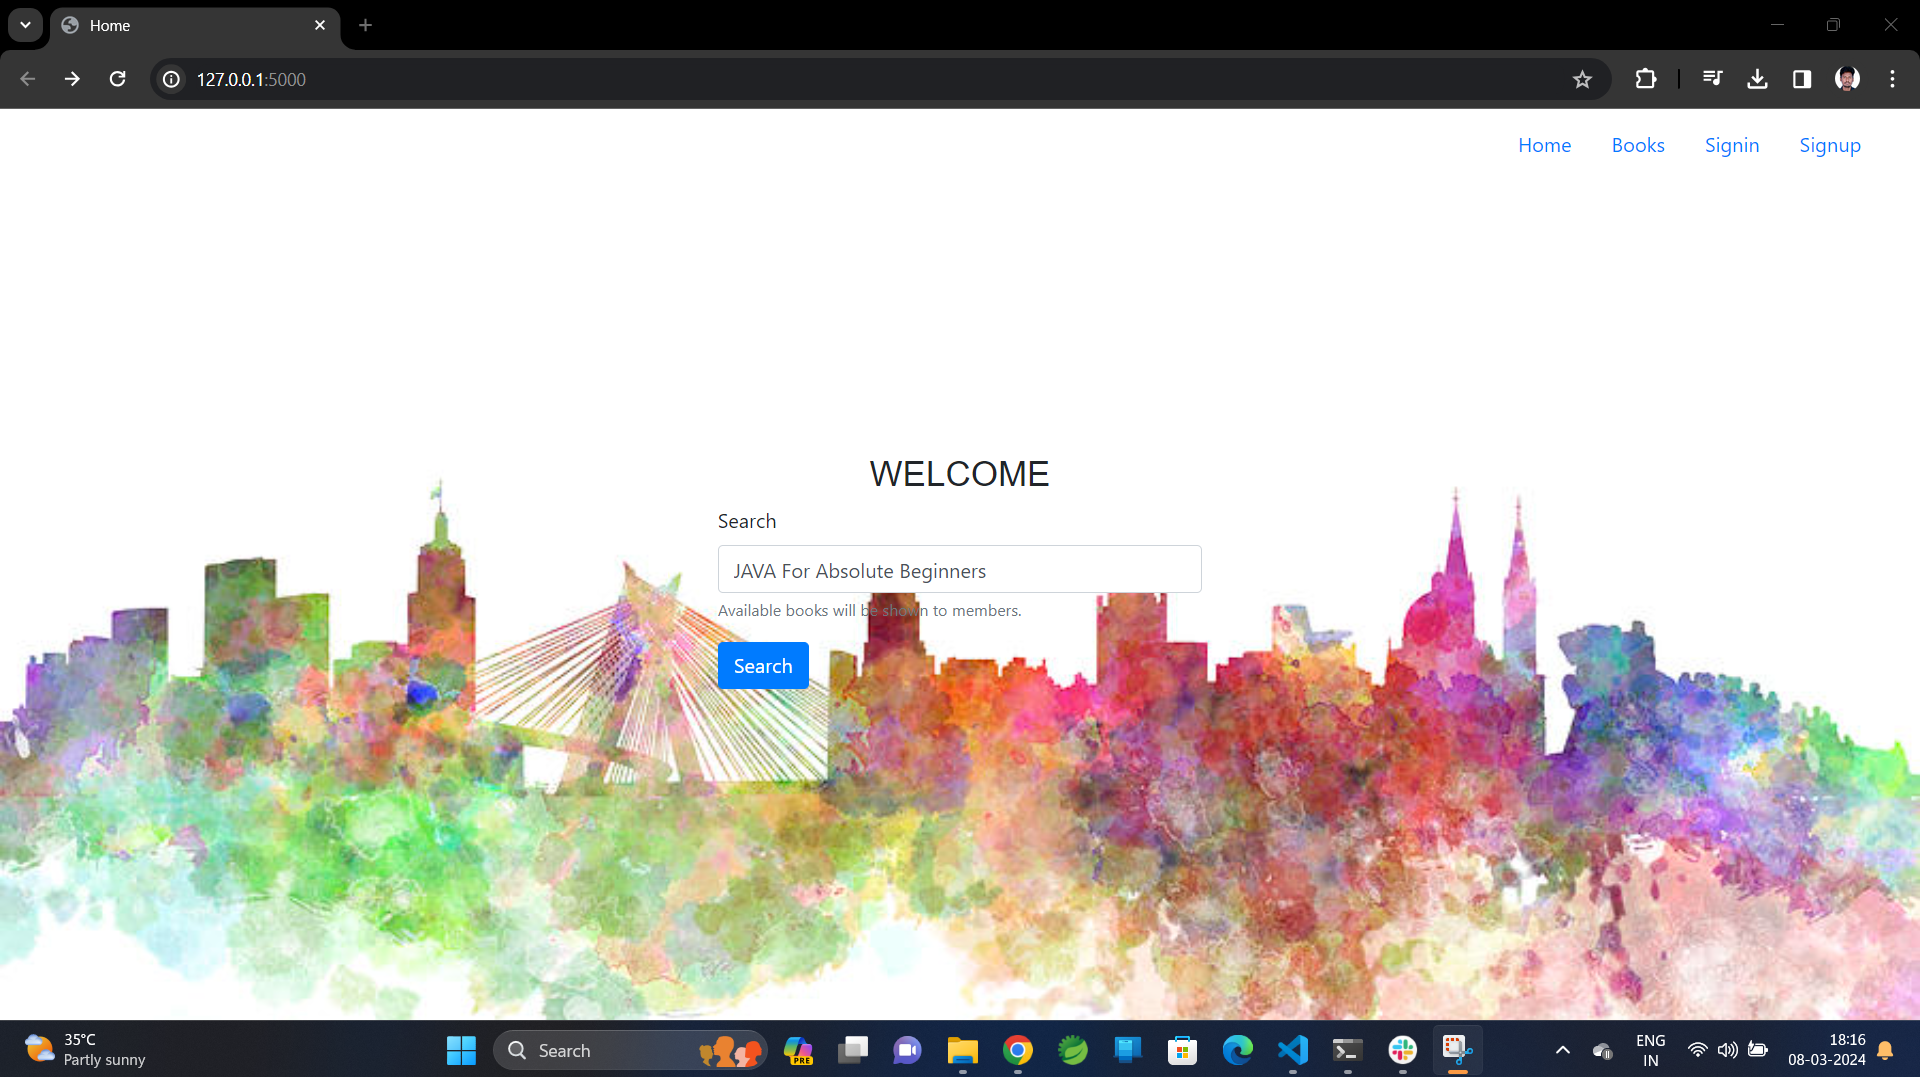 Home
127.0.0.1:5000
Home Books Signin Signup
WELCOME
Search
JAVA For Absolute Beginners
Available books will be shown to members.
Search
35°C
Partly sunny
Search
PRE
ENG
IN
18:16
08-03-2024